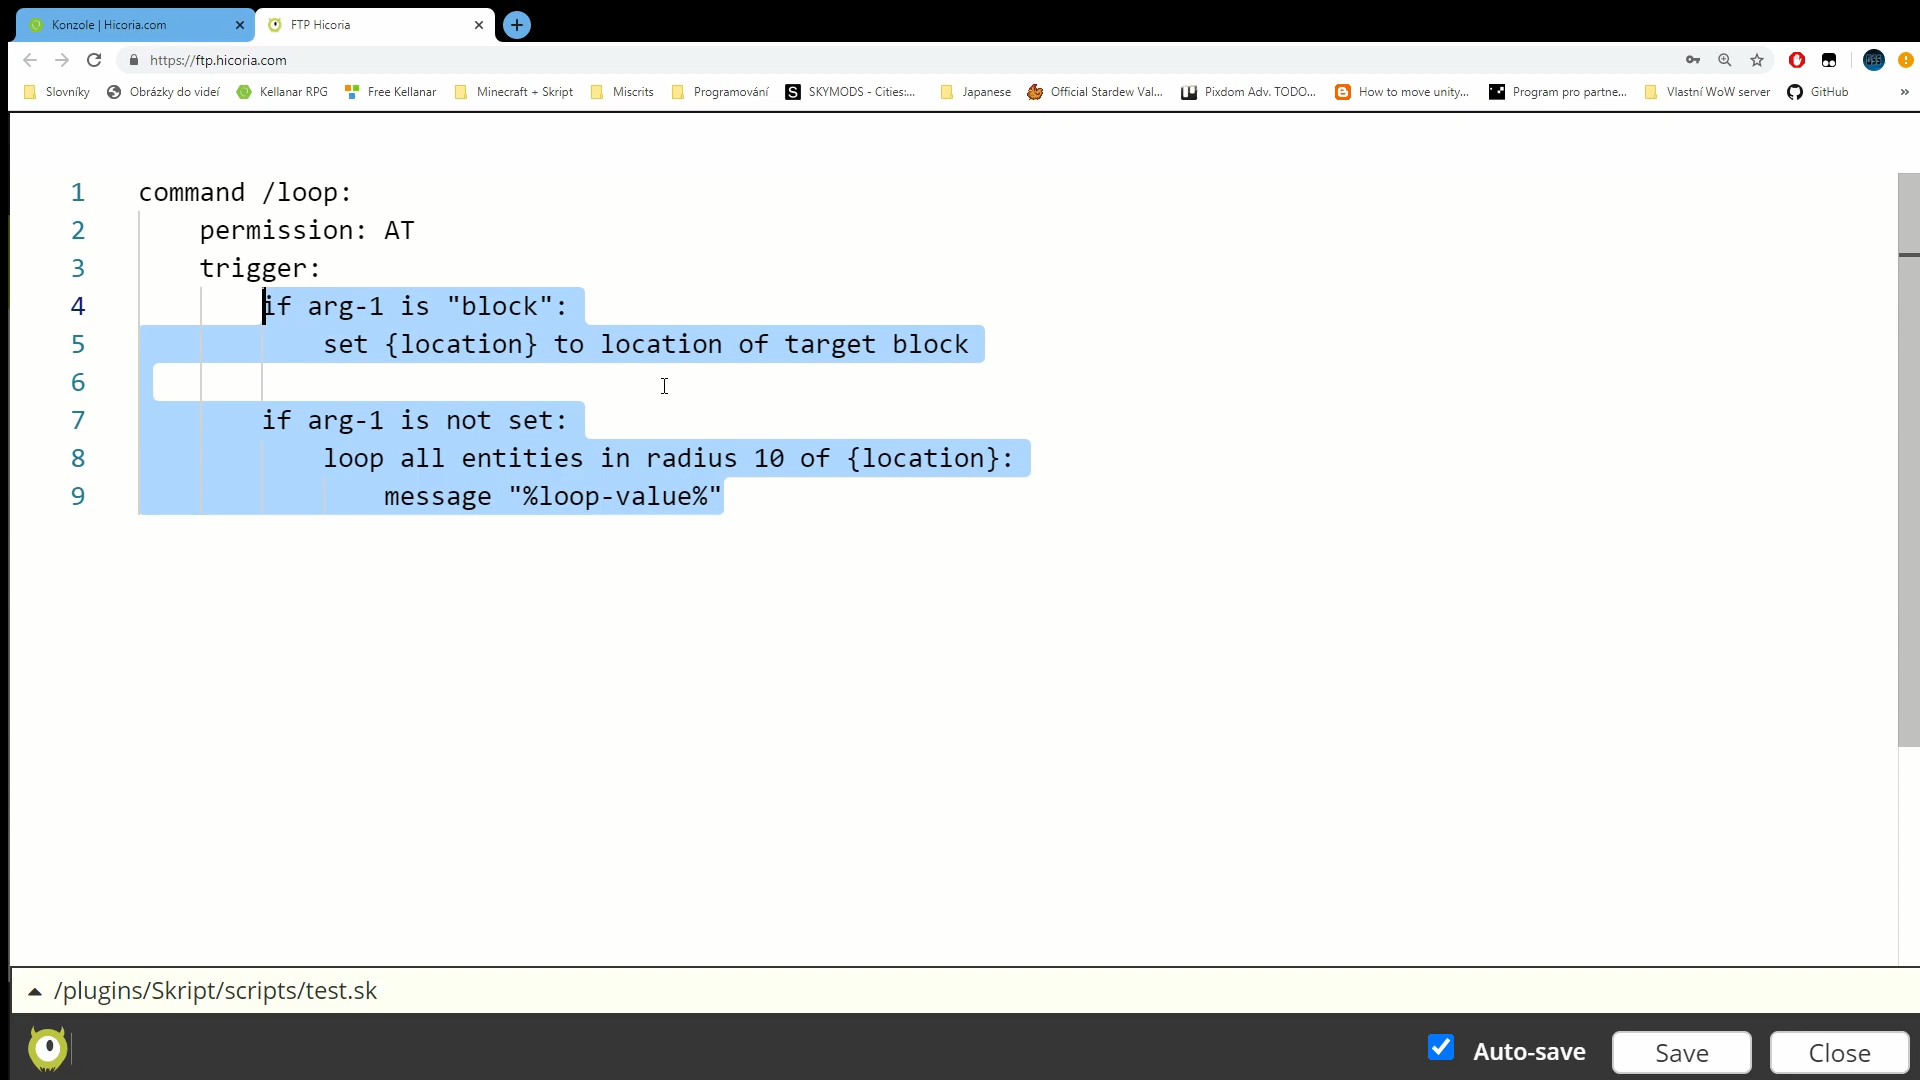 Konzole | Hicoria.com
FTP Hicoria
https://ftp.hicoria.com
Slovníky Obrázky do videí Kellanar RPG Free Kellanar Minecraft + Skript Miscrits Programování SKYMODS - Cities:... Japanese Official Stardew Val... Pixdom Adv. TODO... How to move unity... Program pro partne... Vlastní WoW server GitHub »
1 command /loop:
2 permission: AT
3 trigger:
4 if arg-1 is "block":
5 set {location} to location of target block
6
7 if arg-1 is not set:
8 loop all entities in radius 10 of {location}:
9 message "%loop-value%"
/plugins/Skript/scripts/test.sk
Auto-save Save Close